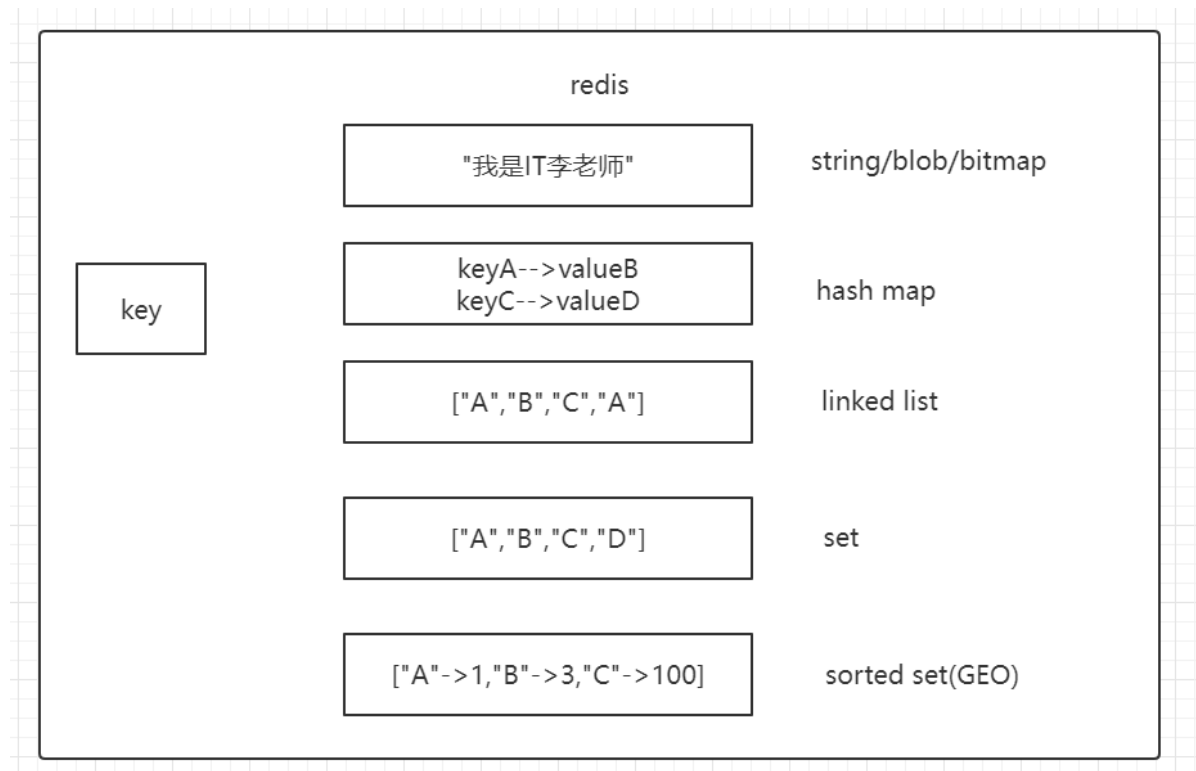 redis
"我是IT李老师"
string/blob/bitmap
key
keyA-->valueB
keyC-->valueD
hash map
["A","B","C","A"]
linked list
["A","B","C","D"]
set
["A"->1,"B"->3,"C"->100]
sorted set(GEO)